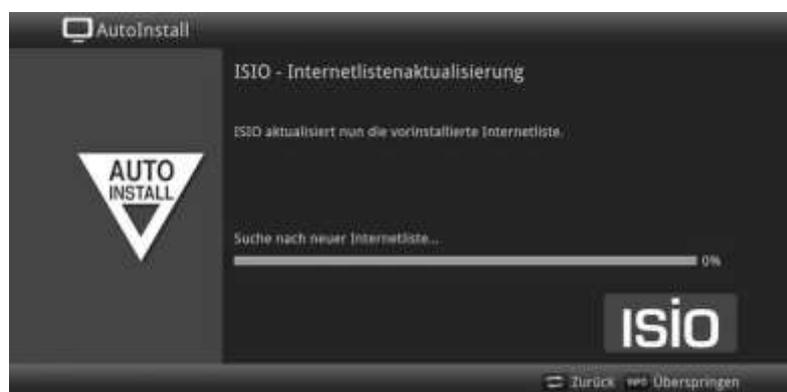 AutoInstall
ISIO - Internetlistenaktualisierung
ISIO aktualisiert nun die vorinstallierte Internetliste.
AUTO
INSTALL
Suche nach neuer Internetliste...
0%
ISIO
Zurück Überspringen